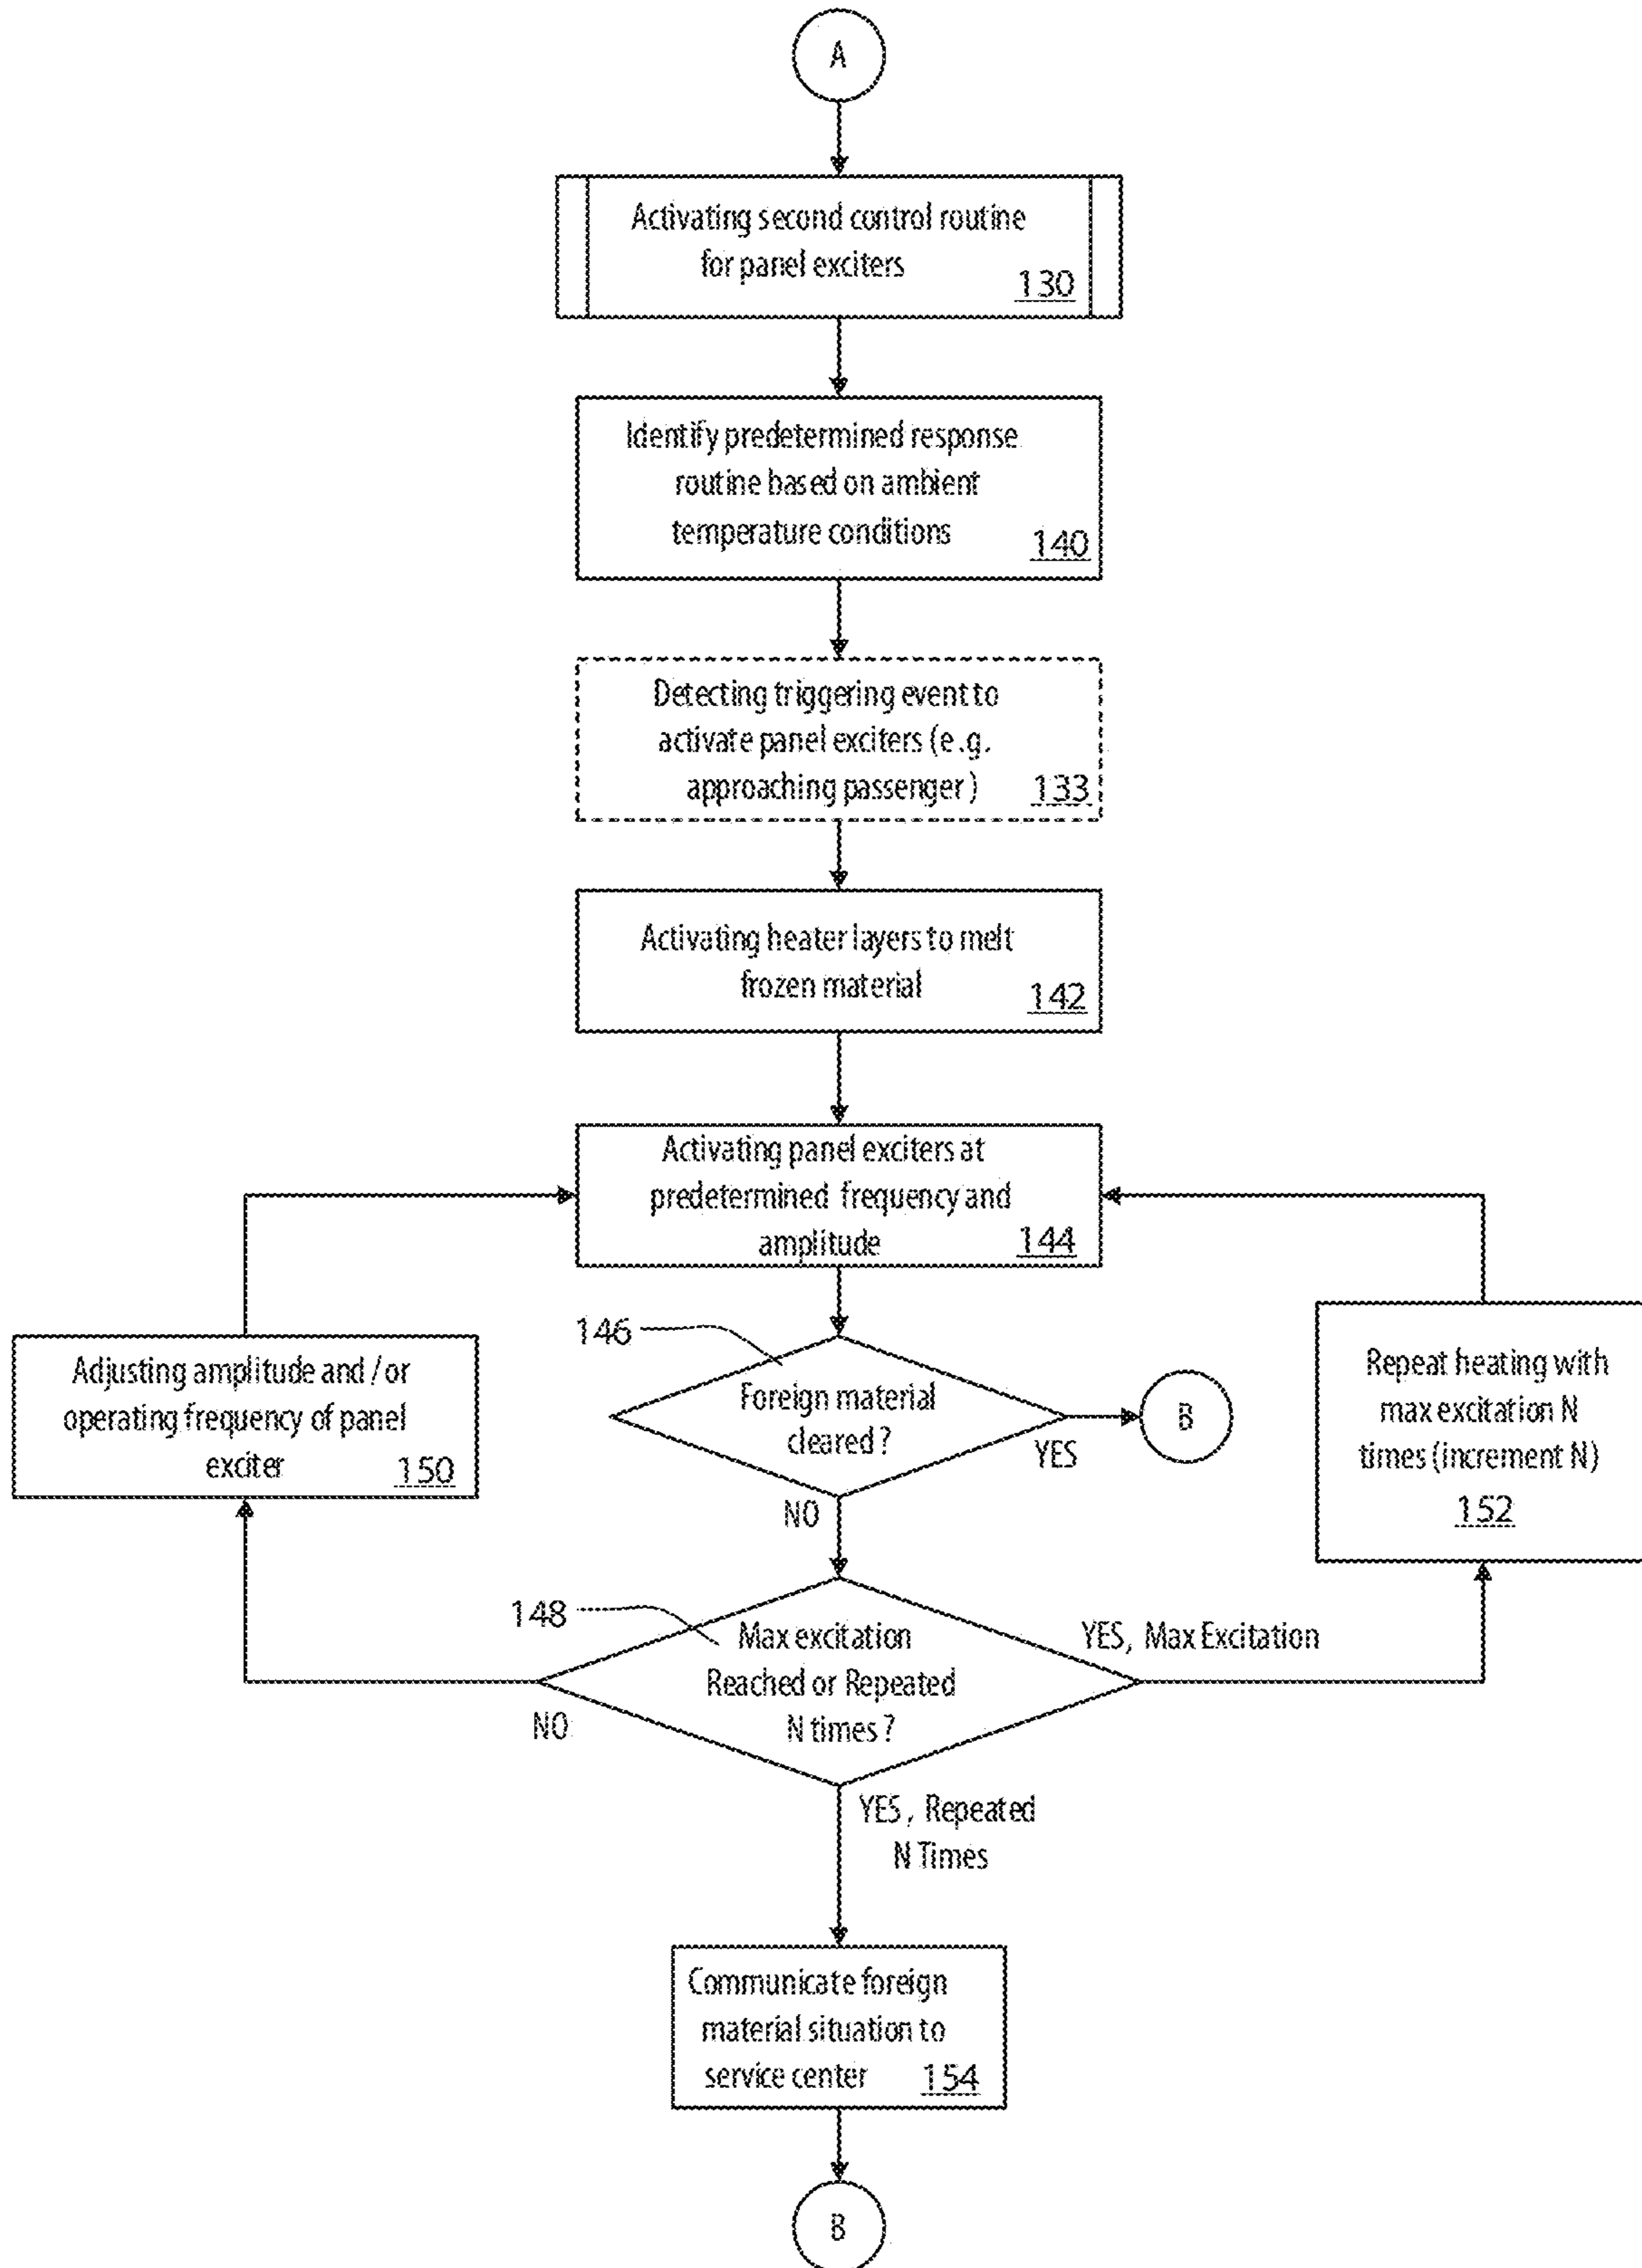 A
Activating second control routine
for panel exciters
130
Identify predetermined response
routine based on ambient
temperature conditions
140
Detecting triggering event to
activate panel exciters (e.g.
approaching passenger)
133
Activating heater layers to melt
frozen material
142
Activating panel exciters at
predetermined frequency and
amplitude
144
146
Foreign material
cleared?
YES
B
NO
Adjusting amplitude and / or
operating frequency of panel
exciter
150
Repeat heating with
max excitation N
times (increment N)
152
148
Max excitation
Reached or Repeated
N times?
YES, Max Excitation
NO
YES, Repeated
N Times
Communicate foreign
material situation to
service center
154
B